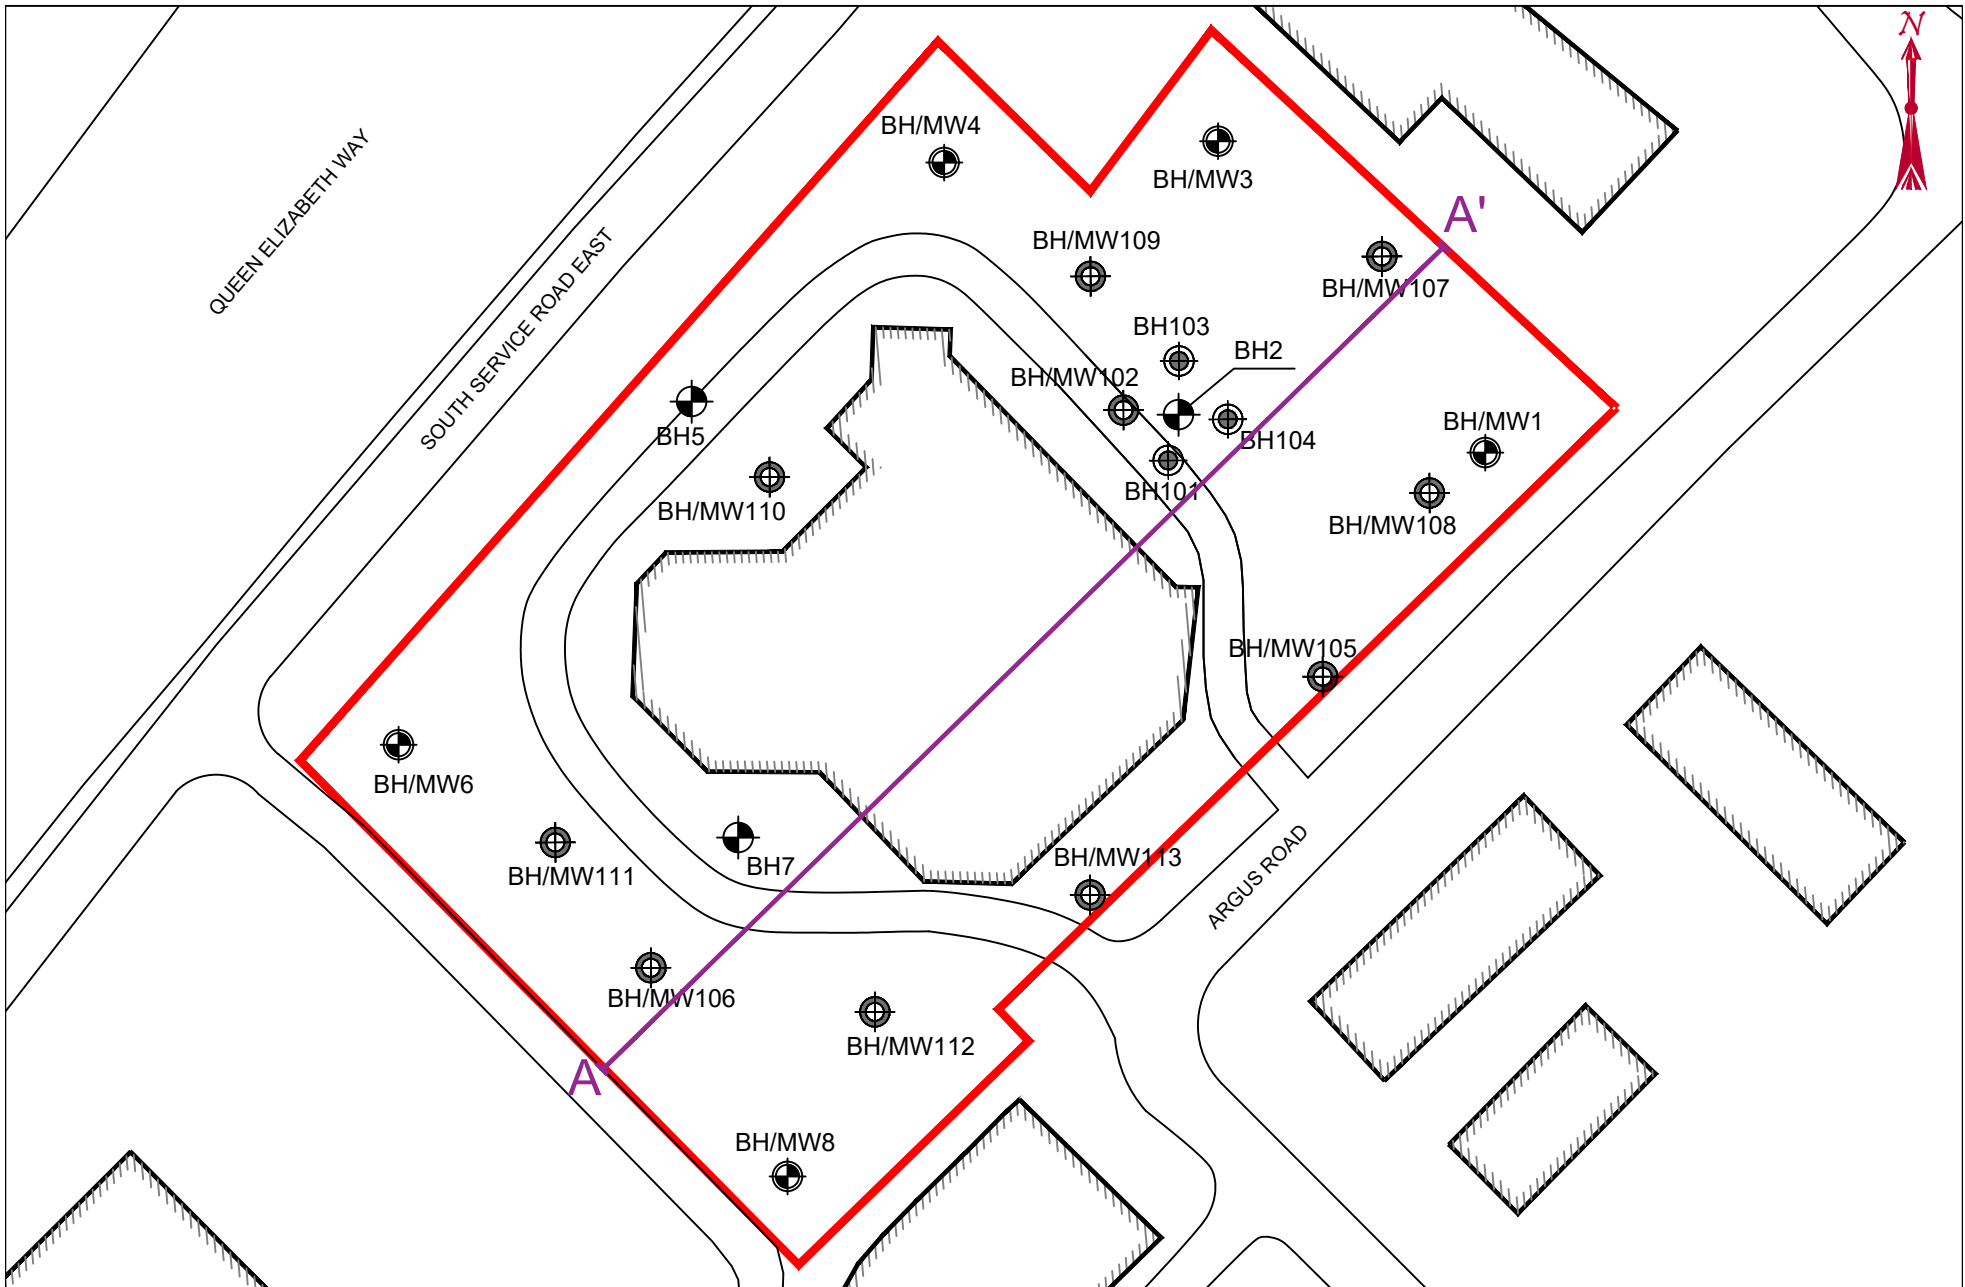 N
BH/MW4
BH/MW3
QUEEN ELIZABETH WAY
A'
SOUTH SERVICE ROAD EAST
BH/MW109
BH/MW107
BH103
BH2
BH/MW102
BH/MW1
BH5
BH104
BH101
BH/MW110
BH/MW108
BH/MW105
BH/MW6
BH/MW113
BH7
BH/MW111
ARGUS ROAD
BH/MW106
BH/MW112
A
BH/MW8